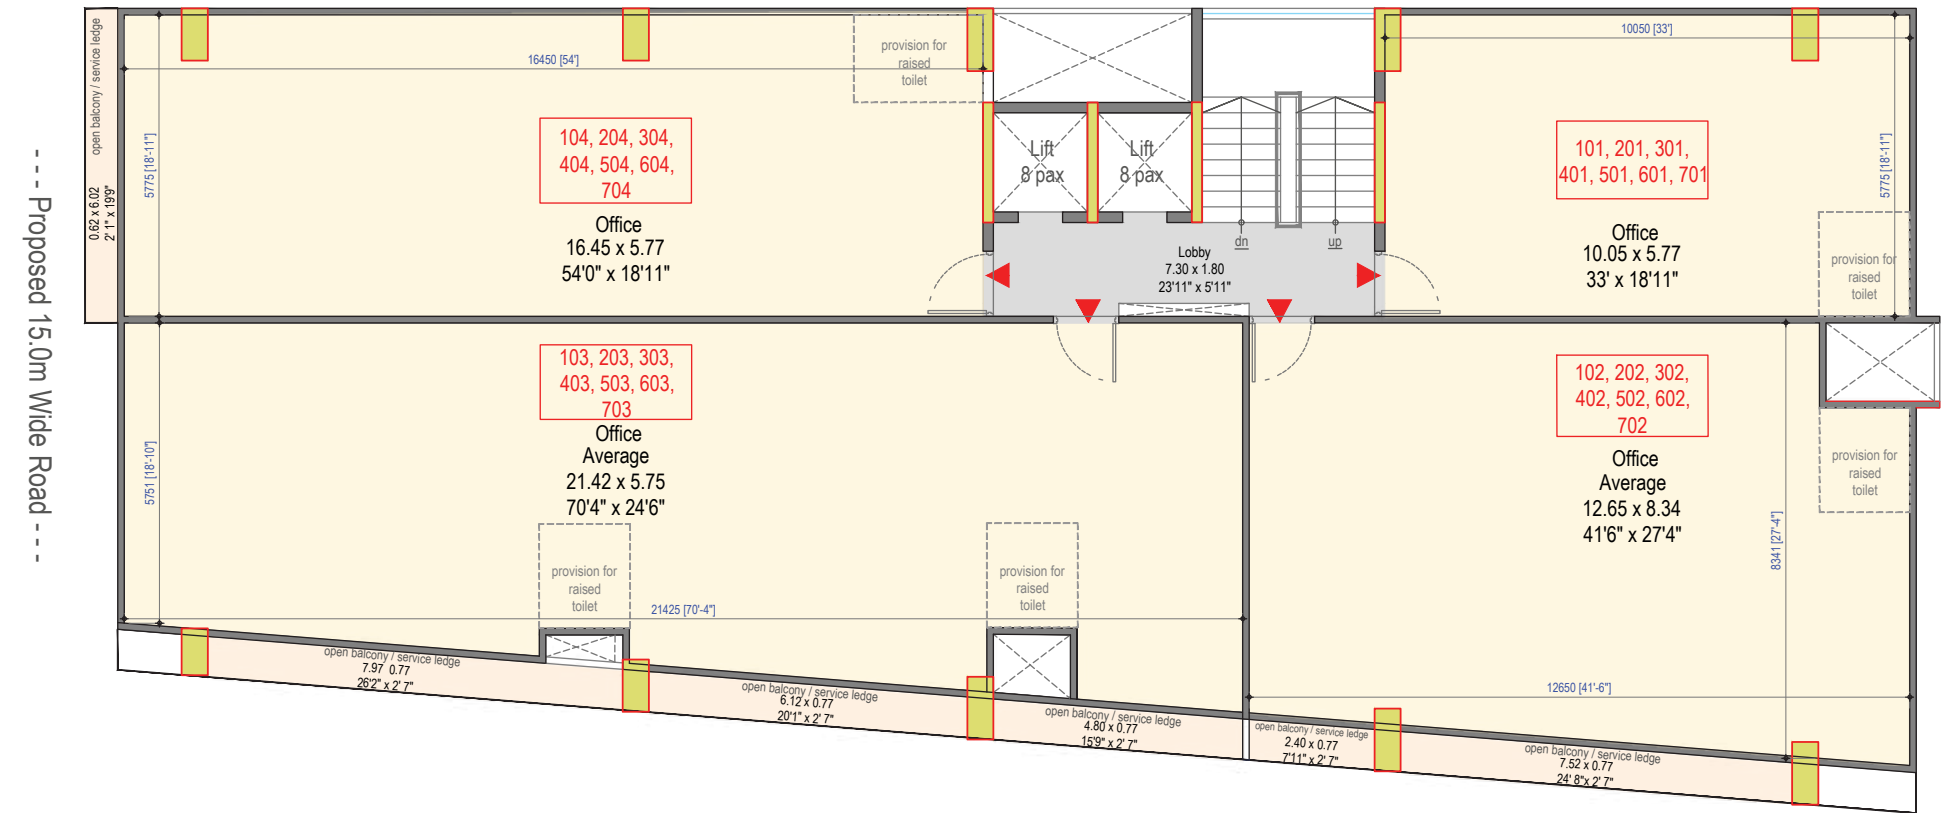 - - - Proposed 15.0m Wide Road - - - -
open balcony / service ledge
0.62 x 6.02
2' 1" x 19'9"
16450 [54']
5775 [18'-11"]
provision for
raised
toilet
104, 204, 304,
404, 504, 604,
704
Office
16.45 x 5.77
54'0" x 18'11"
Lift
8 pax
Lift
8 pax
dn
up
Lobby
7.30 x 1.80
23'11" x 5'11"
10050 [33']
5775 [18'-11"]
101, 201, 301,
401, 501, 601, 701
Office
10.05 x 5.77
33' x 18'11"
provision for
raised
toilet
103, 203, 303,
403, 503, 603,
703
Office
Average
21.42 x 5.75
70'4" x 24'6"
5751 [18'-10"]
provision for
raised
toilet
provision for
raised
toilet
21425 [70'-4"]
102, 202, 302,
402, 502, 602,
702
Office
Average
12.65 x 8.34
41'6" x 27'4"
provision for
raised
toilet
8341 [27'-4"]
12650 [41'-6"]
open balcony / service ledge
7.97 0.77
26'2" x 2' 7"
open balcony / service ledge
6.12 x 0.77
20'1" x 2' 7"
open balcony / service ledge
4.80 x 0.77
15'9" x 2' 7"
open balcony / service ledge
2.40 x 0.77
7'11" x 2' 7"
open balcony / service ledge
7.52 x 0.77
24' 8"x 2' 7"